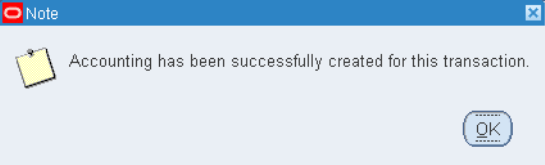 Note
Accounting has been successfully created for this transaction.
OK